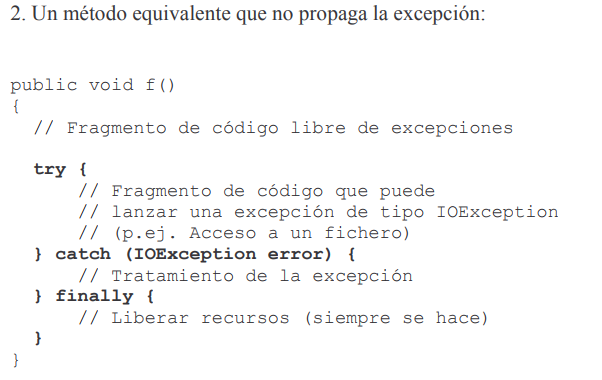 2. Un método equivalente que no propaga la excepción:
public void f()
{
// Fragmento de código libre de excepciones
try {
// Fragmento de código que puede
// lanzar una excepción de tipo IOException
// (p.ej. Acceso a un fichero)
} catch (IOException error) {
// Tratamiento de la excepción
} finally {
// Liberar recursos (siempre se hace)
}
}